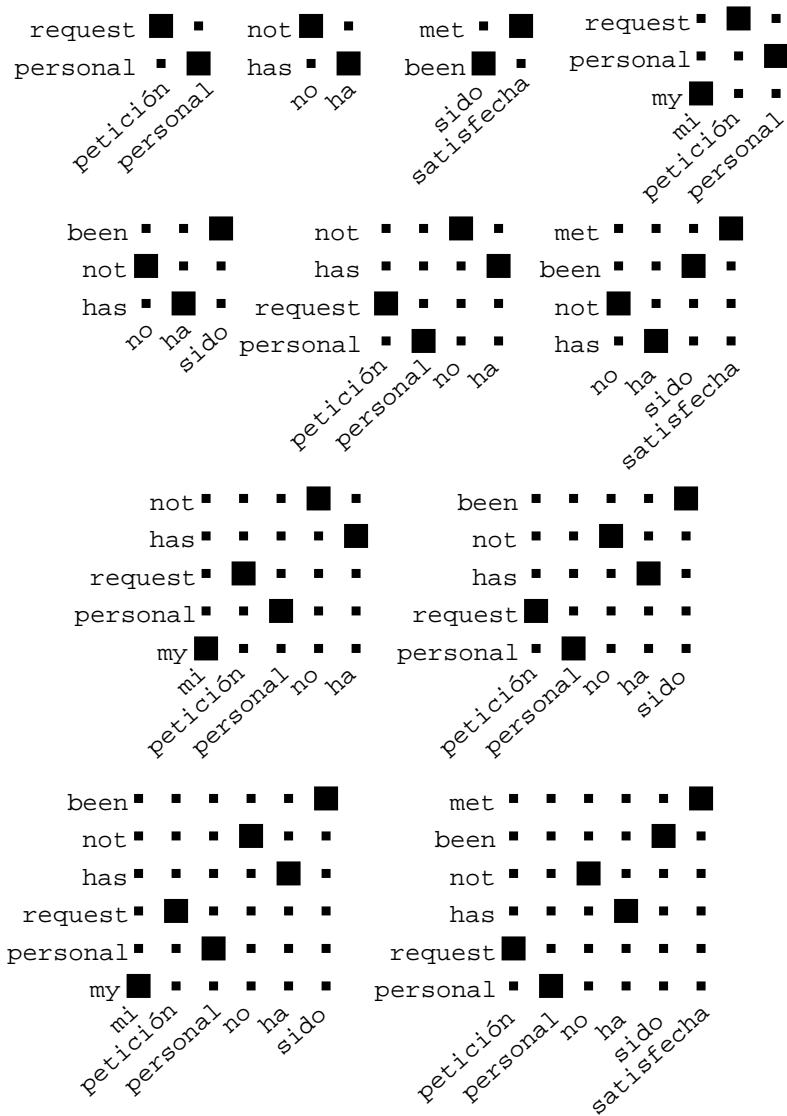 request not met request
personal has been personal
my
petición personal no ha sido satisfecha mi petición personal
been not met
not has been
has request not
personal has
no ha sido petición personal no ha no ha sido satisfecha
not been
has not
request has
personal request
my personal
mi petición personal no ha petición personal no ha sido
been met
not been
has not
request has
personal request
my personal
mi petición personal no ha sido petición personal no ha sido satisfecha